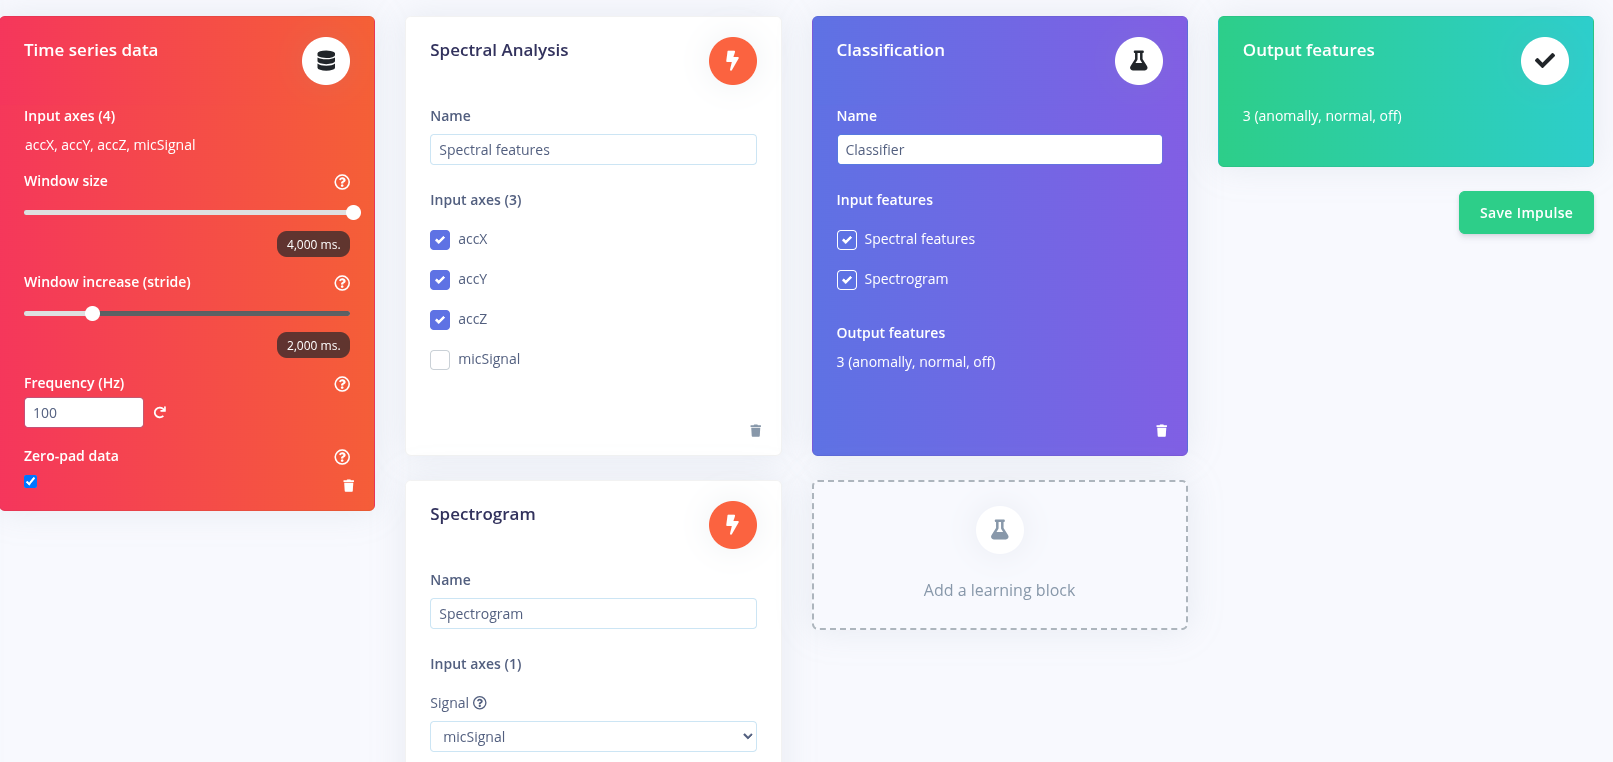 Time series data
Input axes (4)
accX, accY, accZ, micSignal
Window size
4,000 ms.
Window increase (stride)
2,000 ms.
Frequency (Hz)
100
Zero-pad data
Spectral Analysis
Name
Spectral features
Input axes (3)
accX
accY
accZ
micSignal
Spectrogram
Name
Spectrogram
Input axes (1)
Signal
micSignal
Classification
Name
Classifier
Input features
Spectral features
Spectrogram
Output features
3 (anomally, normal, off)
Add a learning block
Output features
3 (anomally, normal, off)
Save Impulse